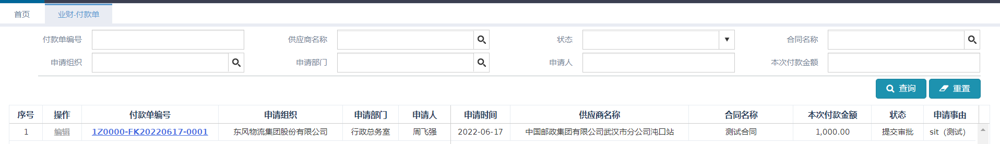 首页 业财-付款单
付款单编号 供应商名称 状态 合同名称
申请组织 申请部门 申请人 本次付款金额
查询 重置
序号 操作 付款单编号 申请组织 申请部门 申请人 申请时间 供应商名称 合同名称 本次付款金额 状态 申请事由
1 编辑 1Z0000-FK20220617-0001 东风物流集团股份有限公司 行政总务室 周飞强 2022-06-17 中国邮政集团有限公司武汉市分公司沌口站 测试合同 1,000.00 提交审批 sit（测试）